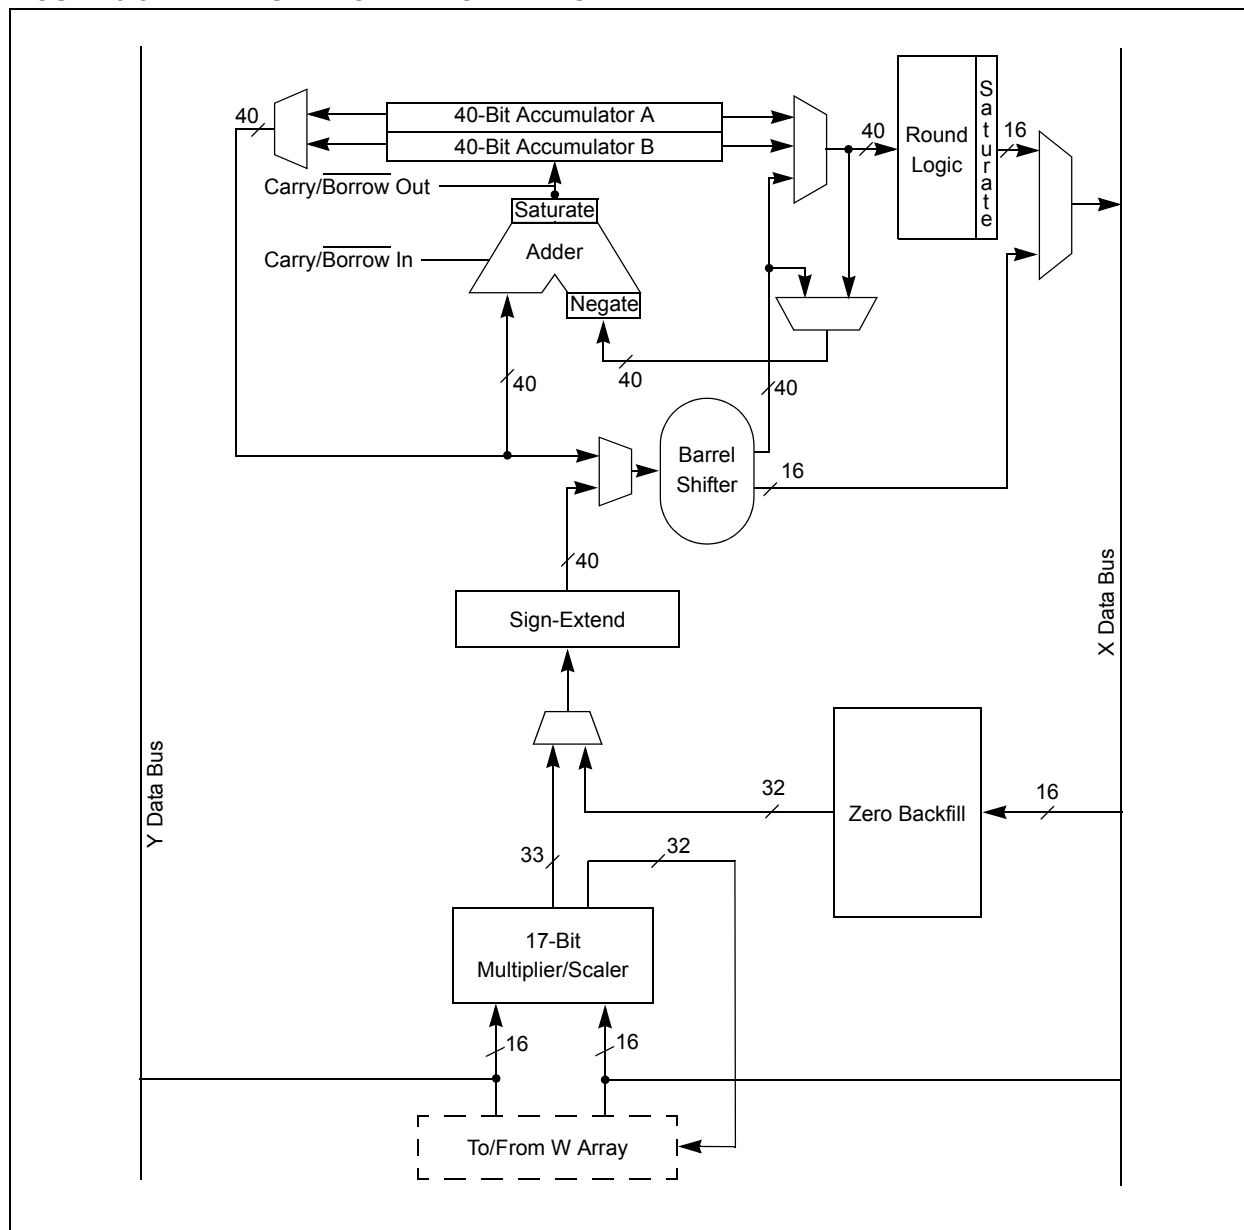 40
40-Bit Accumulator A
40-Bit Accumulator B
40
Round
Logic
Saturate
16
Carry/Borrow Out
Saturate
Carry/Borrow In
Adder
Negate
40
40
40
Barrel
Shifter
16
40
Sign-Extend
X Data Bus
Y Data Bus
32
Zero Backfill
16
33
32
17-Bit
Multiplier/Scaler
16
16
To/From W Array